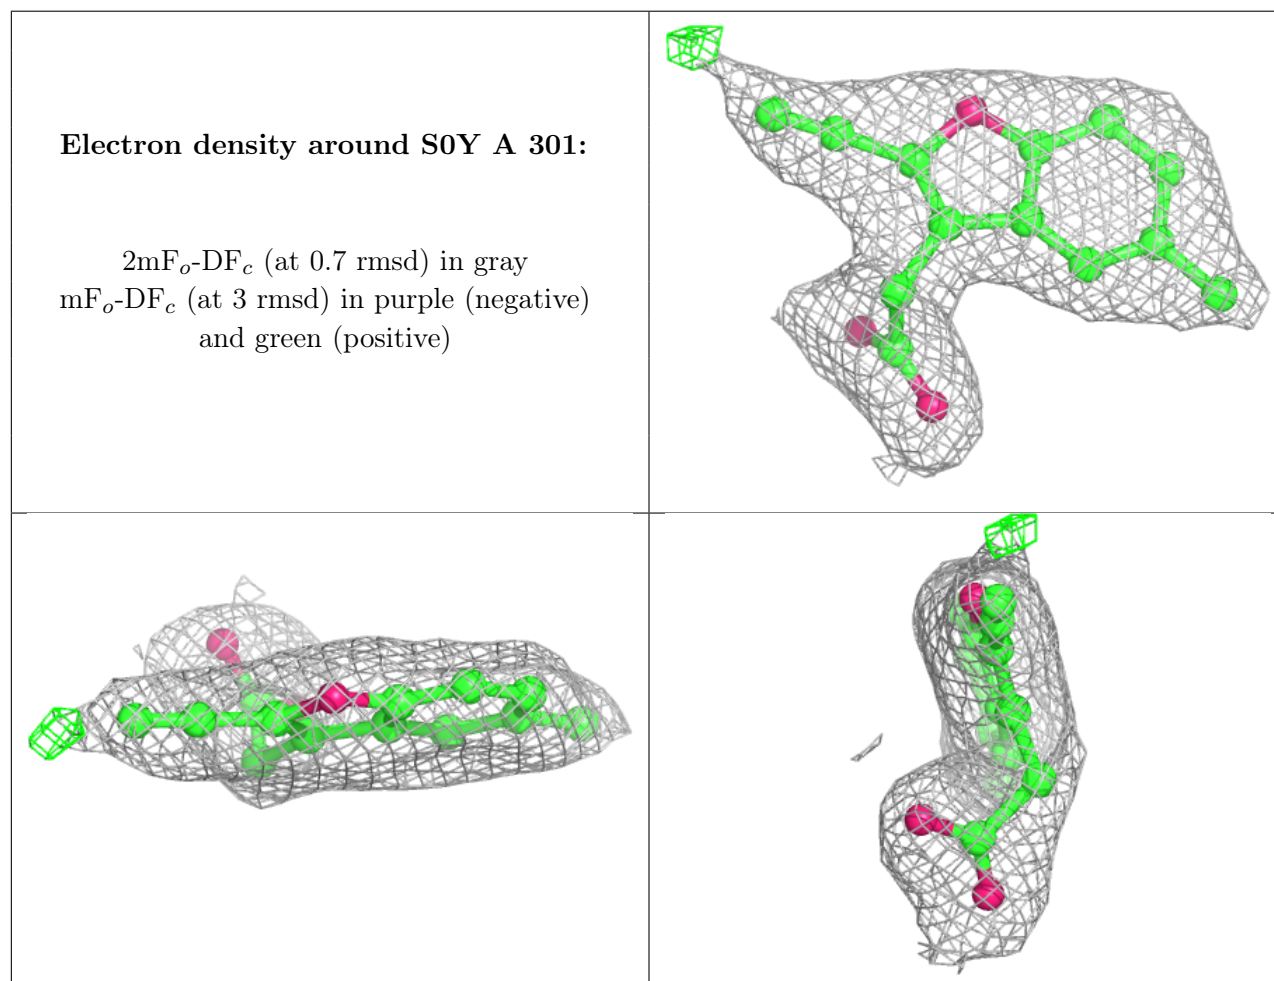 Electron density around S0Y A 301:
2mFo-DFc (at 0.7 rmsd) in gray
mFo-DFc (at 3 rmsd) in purple (negative)
and green (positive)